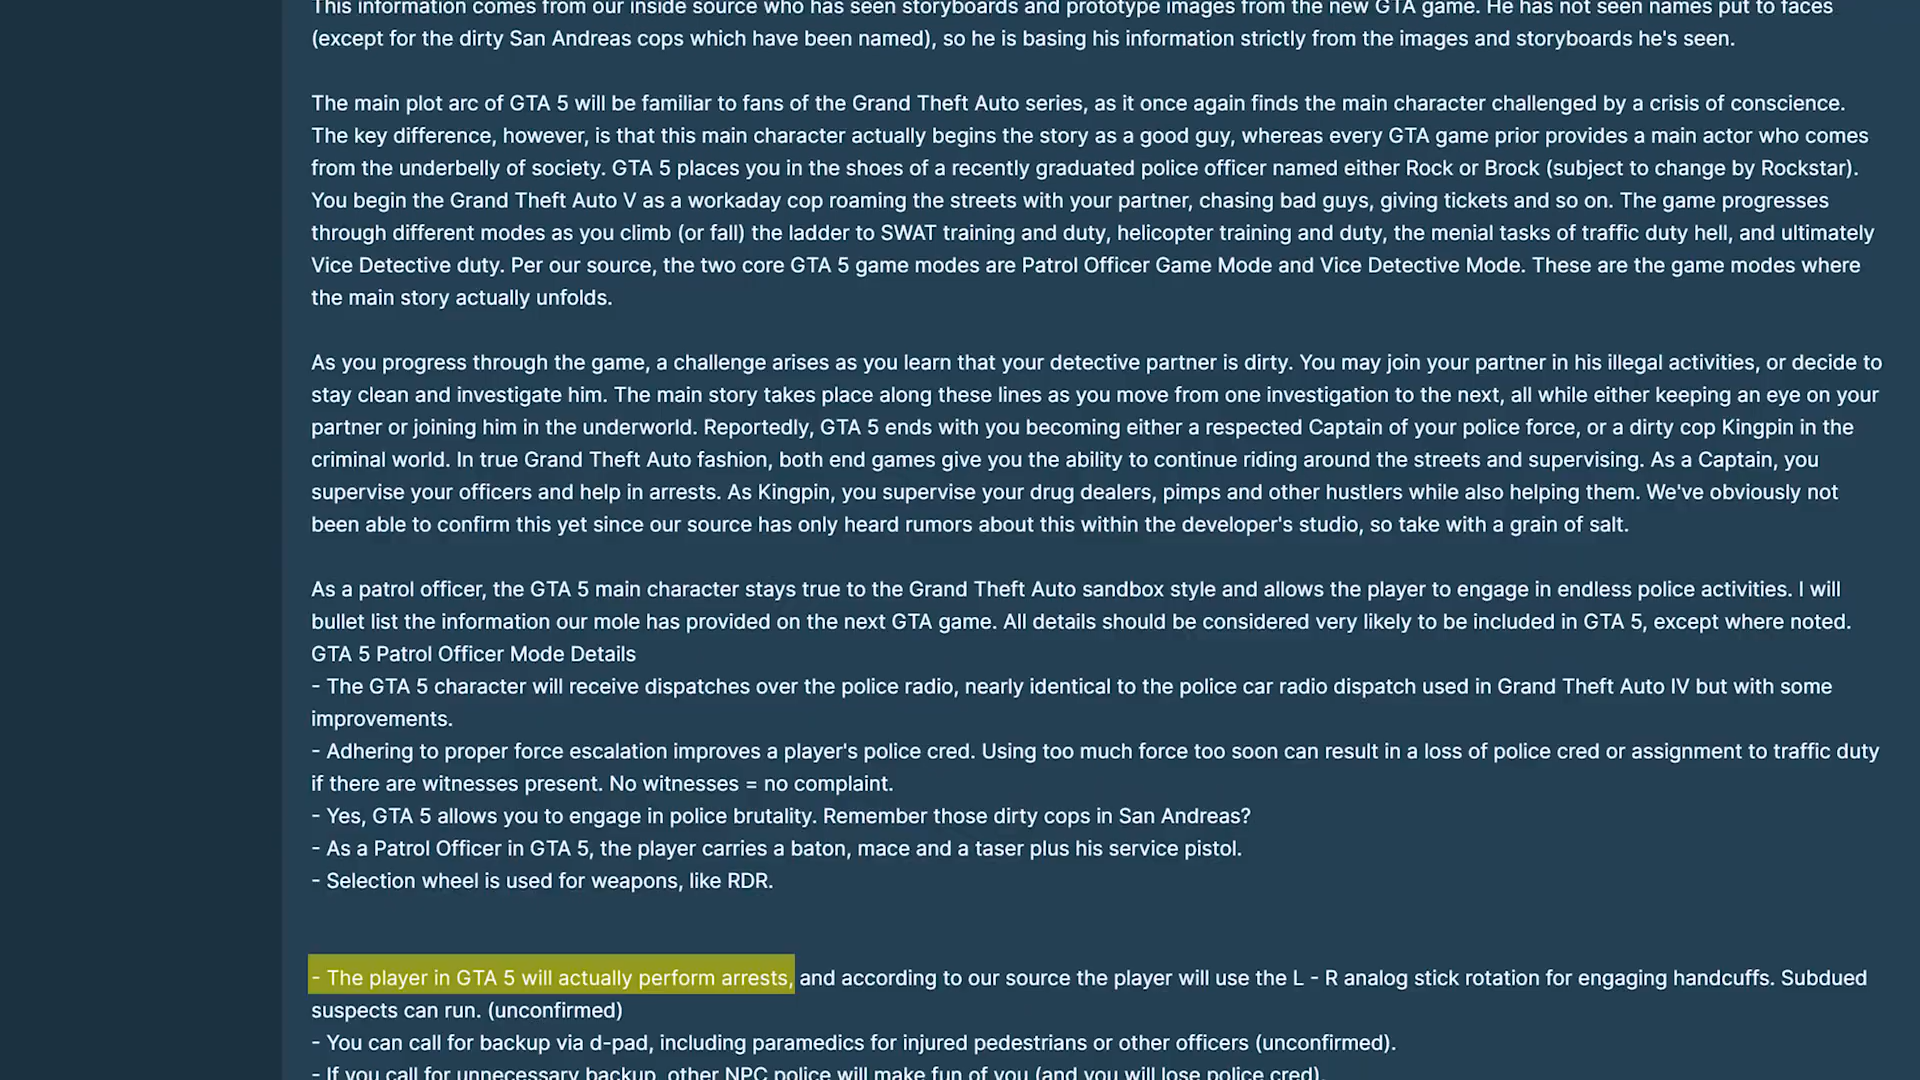 This information comes from our inside source who has seen storyboards and prototype images from the new GTA game. He has not seen names put to faces
(except for the dirty San Andreas cops which have been named), so he is basing his information strictly from the images and storyboards he's seen.
The main plot arc of GTA 5 will be familiar to fans of the Grand Theft Auto series, as it once again finds the main character challenged by a crisis of conscience.
The key difference, however, is that this main character actually begins the story as a good guy, whereas every GTA game prior provides a main actor who comes
from the underbelly of society. GTA 5 places you in the shoes of a recently graduated police officer named either Rock or Brock (subject to change by Rockstar).
You begin the Grand Theft Auto V as a workaday cop roaming the streets with your partner, chasing bad guys, giving tickets and so on. The game progresses
through different modes as you climb (or fall) the ladder to SWAT training and duty, helicopter training and duty, the menial tasks of traffic duty hell, and ultimately
Vice Detective duty. Per our source, the two core GTA 5 game modes are Patrol Officer Game Mode and Vice Detective Mode. These are the game modes where
the main story actually unfolds.
As you progress through the game, a challenge arises as you learn that your detective partner is dirty. You may join your partner in his illegal activities, or decide to
stay clean and investigate him. The main story takes place along these lines as you move from one investigation to the next, all while either keeping an eye on your
partner or joining him in the underworld. Reportedly, GTA 5 ends with you becoming either a respected Captain of your police force, or a dirty cop Kingpin in the
criminal world. In true Grand Theft Auto fashion, both end games give you the ability to continue riding around the streets and supervising. As a Captain, you
supervise your officers and help in arrests. As Kingpin, you supervise your drug dealers, pimps and other hustlers while also helping them. We've obviously not
been able to confirm this yet since our source has only heard rumors about this within the developer's studio, so take with a grain of salt.
As a patrol officer, the GTA 5 main character stays true to the Grand Theft Auto sandbox style and allows the player to engage in endless police activities. I will
bullet list the information our mole has provided on the next GTA game. All details should be considered very likely to be included in GTA 5, except where noted.
GTA 5 Patrol Officer Mode Details
- The GTA 5 character will receive dispatches over the police radio, nearly identical to the police car radio dispatch used in Grand Theft Auto IV but with some
improvements.
- Adhering to proper force escalation improves a player's police cred. Using too much force too soon can result in a loss of police cred or assignment to traffic duty
if there are witnesses present. No witnesses = no complaint.
- Yes, GTA 5 allows you to engage in police brutality. Remember those dirty cops in San Andreas?
- As a Patrol Officer in GTA 5, the player carries a baton, mace and a taser plus his service pistol.
- Selection wheel is used for weapons, like RDR.
- The player in GTA 5 will actually perform arrests, and according to our source the player will use the L - R analog stick rotation for engaging handcuffs. Subdued
suspects can run. (unconfirmed)
- You can call for backup via d-pad, including paramedics for injured pedestrians or other officers (unconfirmed).
- If you call for unnecessary backup, other NPC police will make fun of you (and you will lose police cred).